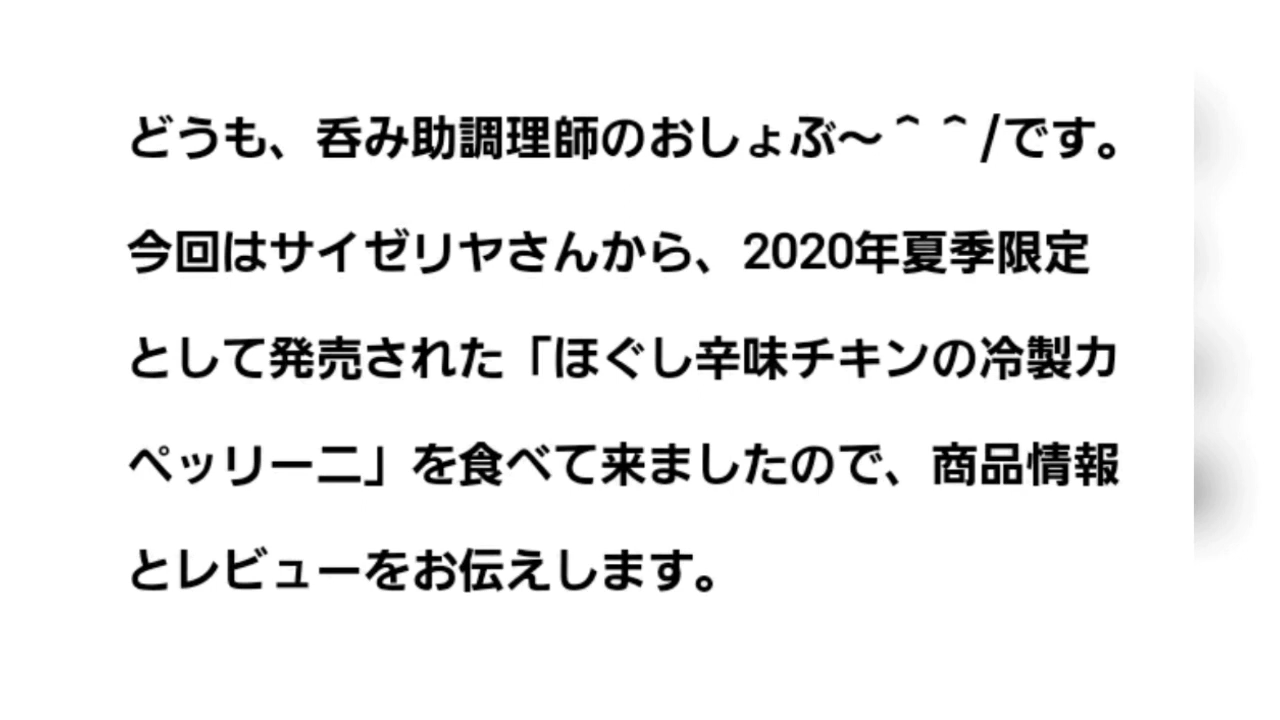 どうも、呑み助調理師のおしょぶ〜＾＾/です。
今回はサイゼリヤさんから、2020年夏季限定
として発売された「ほぐし辛味チキンの冷製カ
ペッリーニ」を食べて来ましたので、商品情報
とレビューをお伝えします。